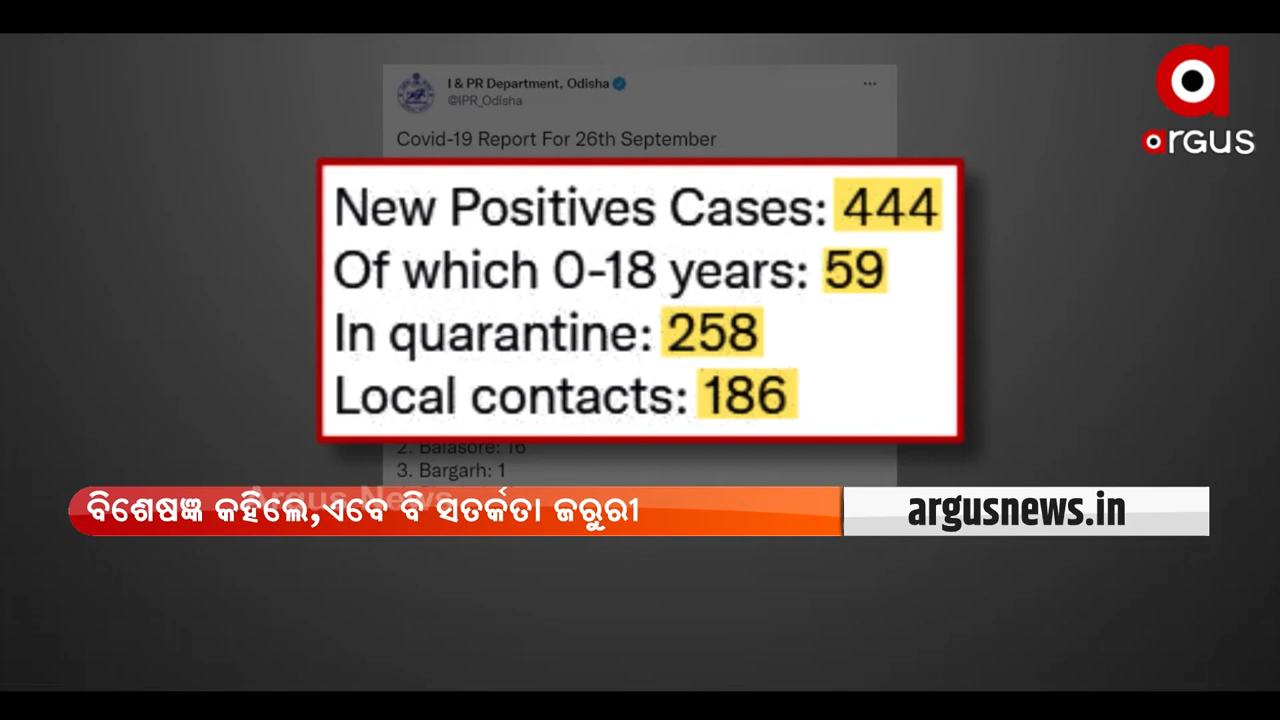 I & PR Department, Odisha
@IPR_Odisha
Covid-19 Report For 26th September
argus
New Positives Cases: 444
Of which 0-18 years: 59
In quarantine: 258
Local contacts: 186
2. Balasore: 16
3. Bargarh: 1
Argus News
ବିଶେଷଜ୍ଞ କହିଲେ,ଏବେ ବି ସତର୍କତା ଜରୁରୀ
argusnews.in